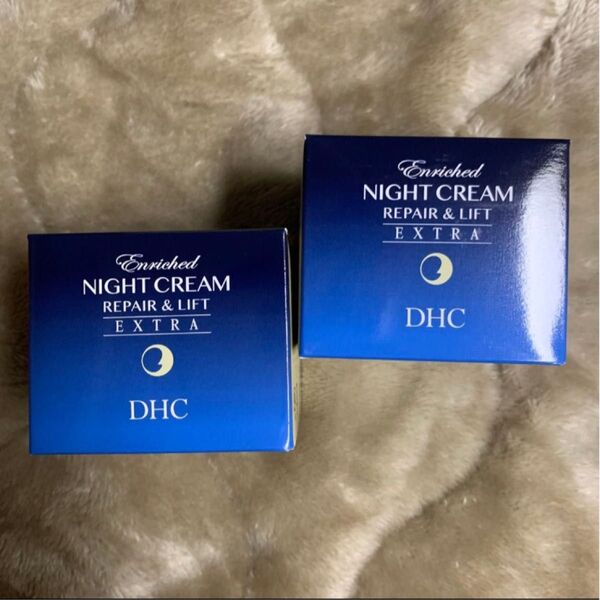 Enriched
NIGHT CREAM
REPAIR & LIFT
EXTRA
DHC
Enriched
NIGHT CREAM
REPAIR & LIFT
EXTRA
DHC